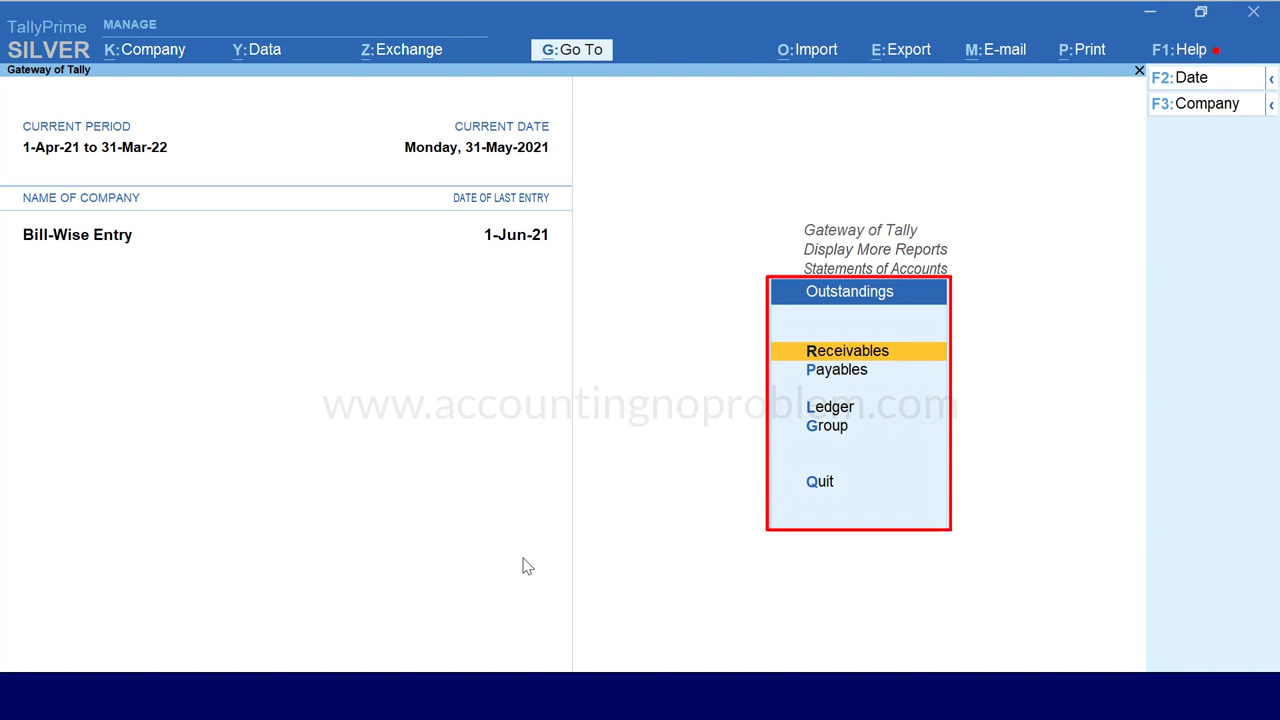 TallyPrime
SILVER
MANAGE
K:Company Y:Data Z:Exchange G:Go To O:Import E:Export M:E-mail P:Print F1:Help
Gateway of Tally
F2:Date
F3:Company
CURRENT PERIOD CURRENT DATE
1-Apr-21 to 31-Mar-22 Monday, 31-May-2021
NAME OF COMPANY DATE OF LAST ENTRY
Bill-Wise Entry 1-Jun-21
Gateway of Tally
Display More Reports
Statements of Accounts
Outstandings
Receivables
Payables
Ledger
Group
Quit
www.accountingnoproblem.com